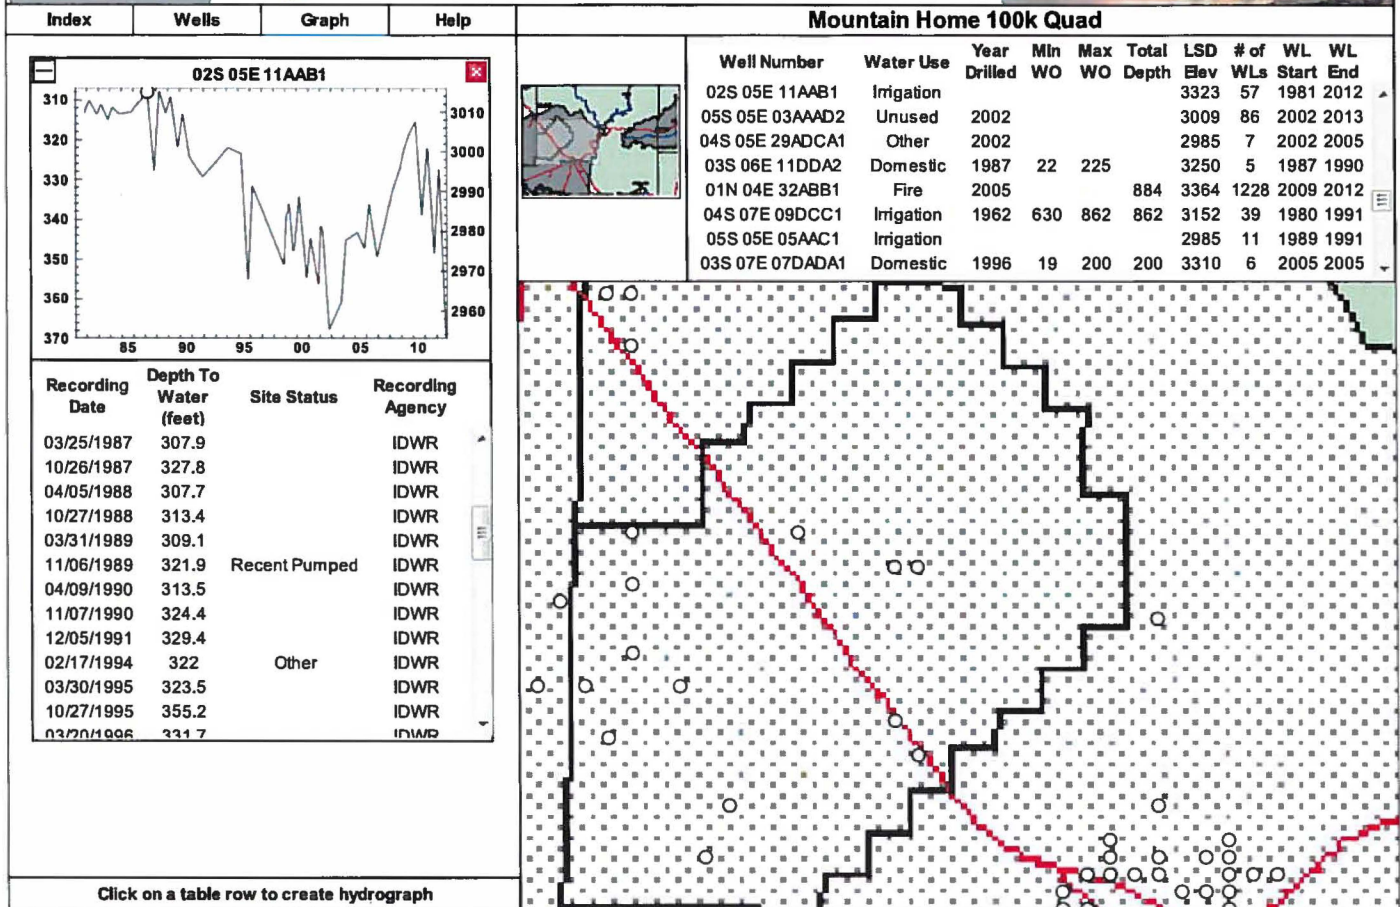 Index Wells Graph Help
Mountain Home 100k Quad
02S 05E 11AAB1
310
320
330
340
350
360
370
3010
3000
2990
2980
2970
2960
85 90 95 00 05 10
Recording Date Depth To Water (feet) Site Status Recording Agency
03/25/1987 307.9 IDWR
10/26/1987 327.8 IDWR
04/05/1988 307.7 IDWR
10/27/1988 313.4 IDWR
03/31/1989 309.1 IDWR
11/06/1989 321.9 Recent Pumped IDWR
04/09/1990 313.5 IDWR
11/07/1990 324.4 IDWR
12/05/1991 329.4 IDWR
02/17/1994 322 Other IDWR
03/30/1995 323.5 IDWR
10/27/1995 355.2 IDWR
03/20/1996 331.7 IDWR
Click on a table row to create hydrograph
Well Number Water Use Year Drilled Min WO Max WO Total Depth LSD Elev # of WLs WL Start WL End
02S 05E 11AAB1 Irrigation 3323 57 1981 2012
05S 05E 03AAAD2 Unused 2002 3009 86 2002 2013
04S 05E 29ADCA1 Other 2002 2985 7 2002 2005
03S 06E 11DDA2 Domestic 1987 22 225 3250 5 1987 1990
01N 04E 32ABB1 Fire 2005 884 3364 1228 2009 2012
04S 07E 09DCC1 Irrigation 1962 630 862 862 3152 39 1980 1991
05S 05E 05AAC1 Irrigation 2985 11 1989 1991
03S 07E 07DADA1 Domestic 1996 19 200 200 3310 6 2005 2005